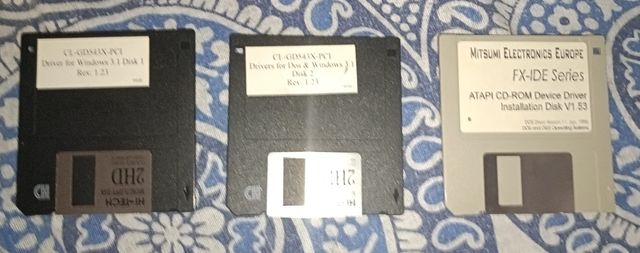 CL-GD543X-PCI
Driver for Windows 3.1 Disk 1
Rev. 1.23
HI-TECH
2HD
CL-GD543X-PCI
Drivers for Dos & Windows 3.1
Disk 2
Rev. 1.23
MITSUMI ELECTRONICS EUROPE
FX-IDE Series
ATAPI CD-ROM Device Driver
Installation Disk V1.53